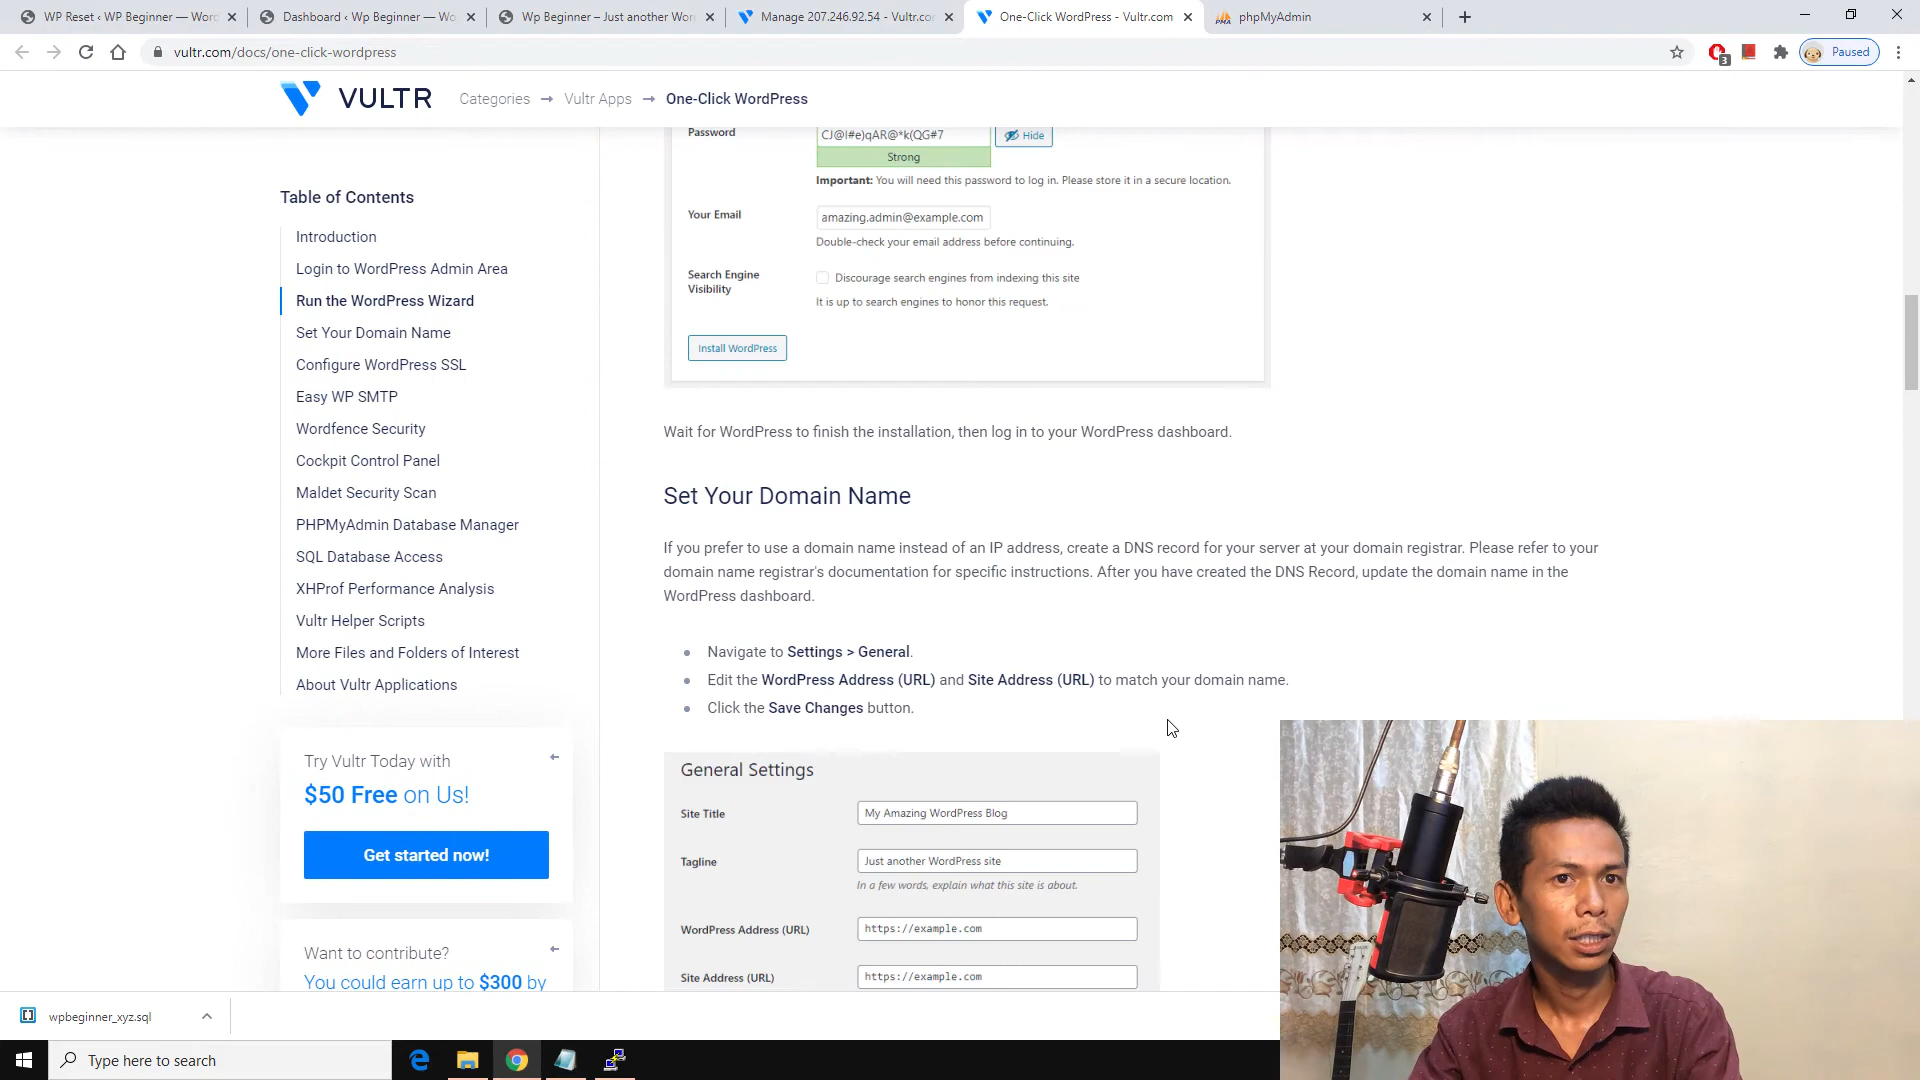 WP Reset ‹ WP Beginner — Wor
Dashboard ‹ Wp Beginner — Wo
Wp Beginner – Just another Wor
Manage 207.246.92.54 - Vultr.co
One-Click WordPress - Vultr.com
phpMyAdmin
vultr.com/docs/one-click-wordpress
3
Paused
VULTR
Categories → Vultr Apps → One-Click WordPress
Table of Contents
Introduction
Login to WordPress Admin Area
Run the WordPress Wizard
Set Your Domain Name
Configure WordPress SSL
Easy WP SMTP
Wordfence Security
Cockpit Control Panel
Maldet Security Scan
PHPMyAdmin Database Manager
SQL Database Access
XHProf Performance Analysis
Vultr Helper Scripts
More Files and Folders of Interest
About Vultr Applications
Try Vultr Today with
$50 Free on Us!
Get started now!
Want to contribute?
You could earn up to $300 by
Password
CJ@I#e)qAR@*k(QG#7
Hide
Strong
Important: You will need this password to log in. Please store it in a secure location.
Your Email
amazing.admin@example.com
Double-check your email address before continuing.
Search Engine
Visibility
Discourage search engines from indexing this site
It is up to search engines to honor this request.
Install WordPress
Wait for WordPress to finish the installation, then log in to your WordPress dashboard.
Set Your Domain Name
If you prefer to use a domain name instead of an IP address, create a DNS record for your server at your domain registrar. Please refer to your
domain name registrar's documentation for specific instructions. After you have created the DNS Record, update the domain name in the
WordPress dashboard.
Navigate to Settings > General.
Edit the WordPress Address (URL) and Site Address (URL) to match your domain name.
Click the Save Changes button.
General Settings
Site Title
My Amazing WordPress Blog
Tagline
Just another WordPress site
In a few words, explain what this site is about.
WordPress Address (URL)
https://example.com
Site Address (URL)
https://example.com
wpbeginner_xyz.sql
Type here to search